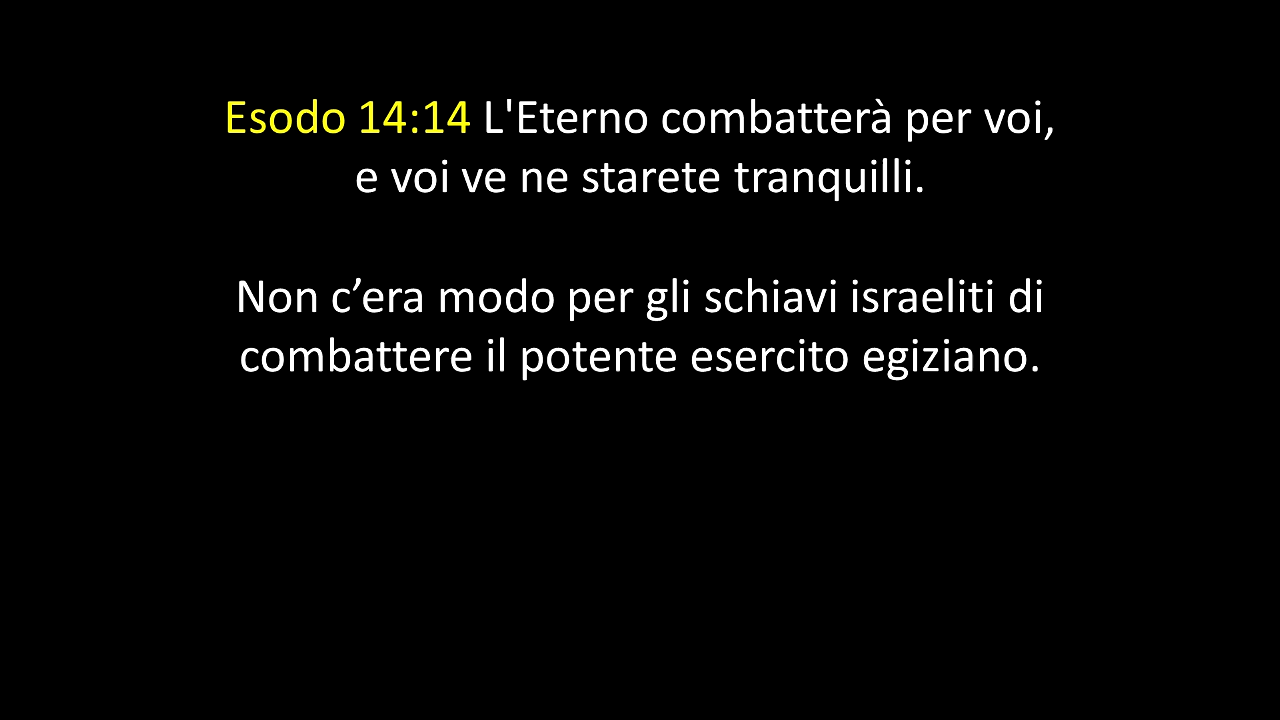 Esodo 14:14 L'Eterno combatterà per voi,
e voi ve ne starete tranquilli.
Non c’era modo per gli schiavi israeliti di
combattere il potente esercito egiziano.